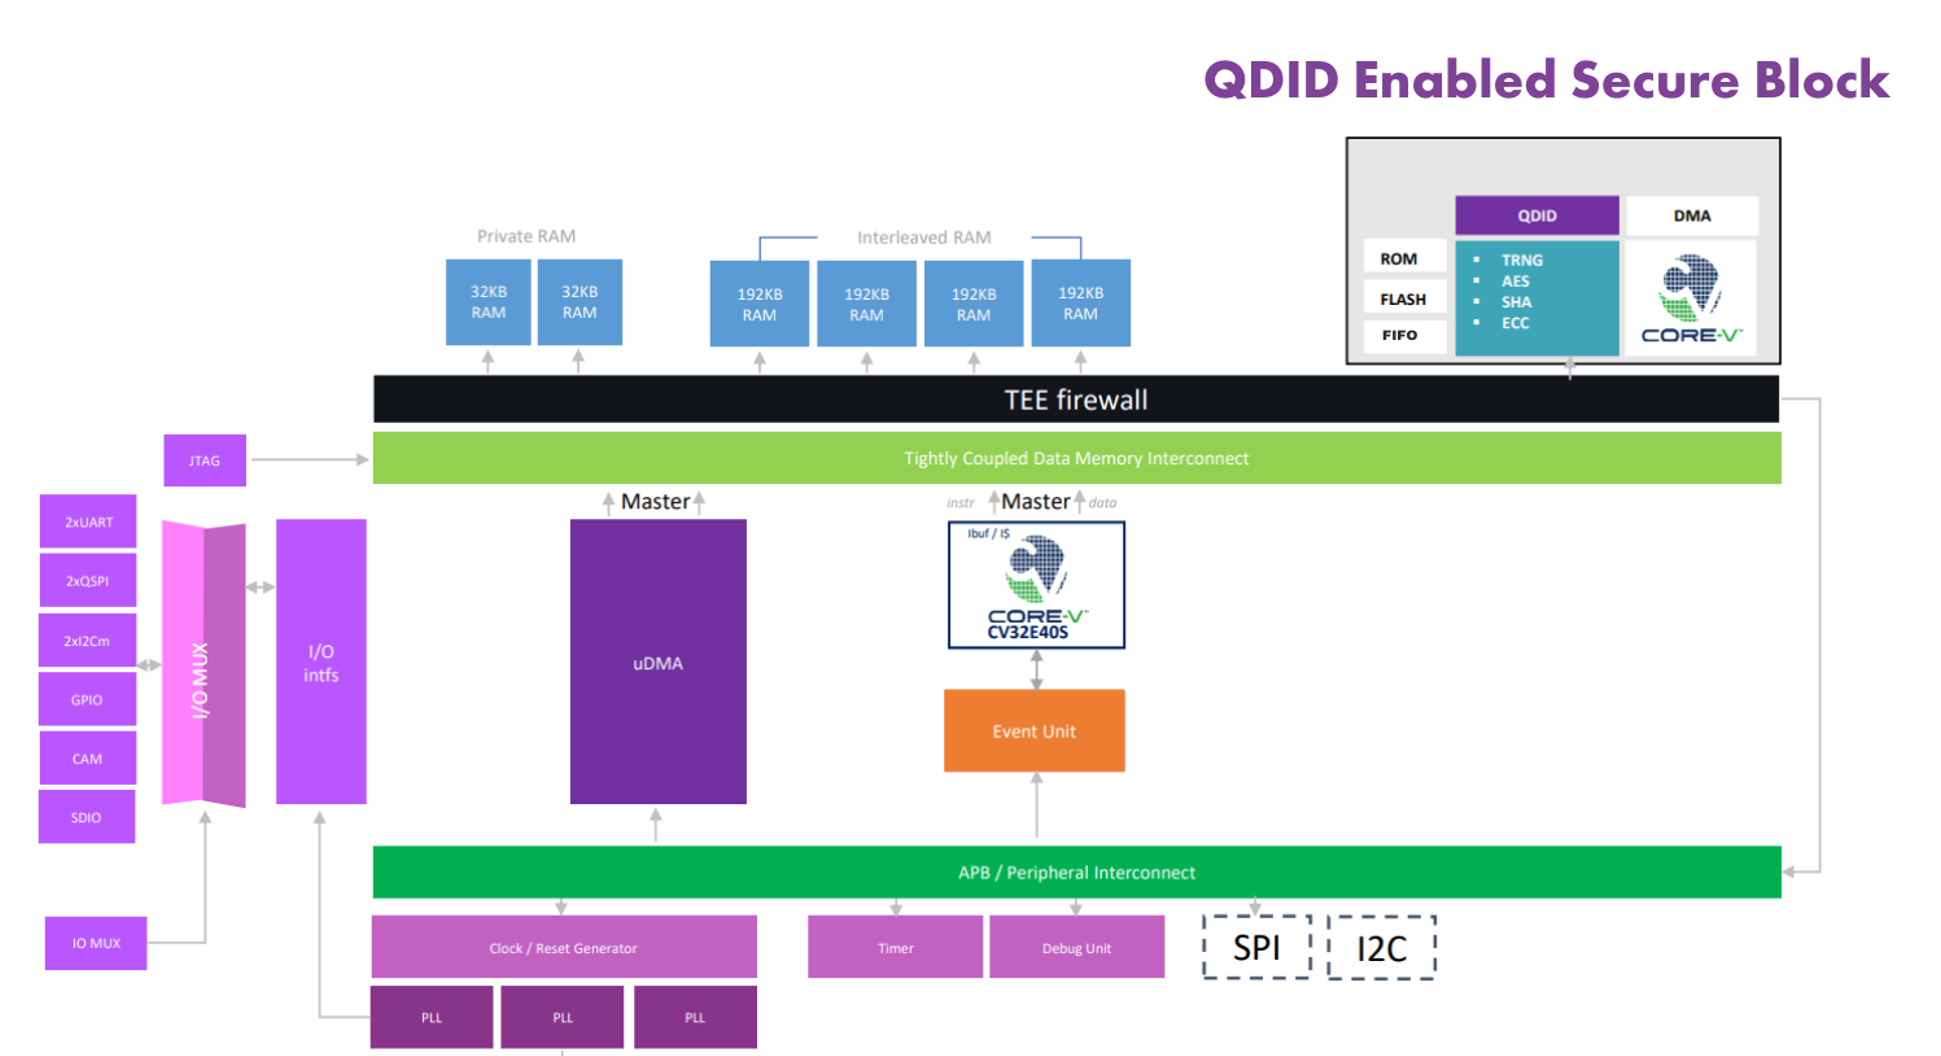 QDID Enabled Secure Block
QDID
DMA
ROM
FLASH
FIFO
▪ TRNG
▪ AES
▪ SHA
▪ ECC
CORE-V™
Private RAM
Interleaved RAM
32KB
RAM
32KB
RAM
192KB
RAM
192KB
RAM
192KB
RAM
192KB
RAM
TEE firewall
JTAG
Tightly Coupled Data Memory Interconnect
Master
instr
Master
data
2xUART
2xQSPI
2xI2Cm
GPIO
CAM
SDIO
I/O MUX
I/O
intfs
uDMA
Ibuf / I$
CORE-V™
CV32E40S
Event Unit
APB / Peripheral Interconnect
IO MUX
Clock / Reset Generator
Timer
Debug Unit
SPI
I2C
PLL
PLL
PLL